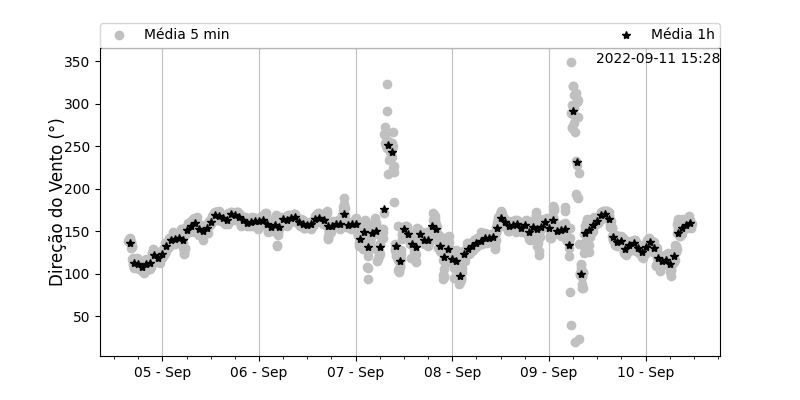 Média 5 min
Média 1h
2022-09-11 15:28
Direção do Vento (°)
350
300
250
200
150
100
50
05 - Sep
06 - Sep
07 - Sep
08 - Sep
09 - Sep
10 - Sep